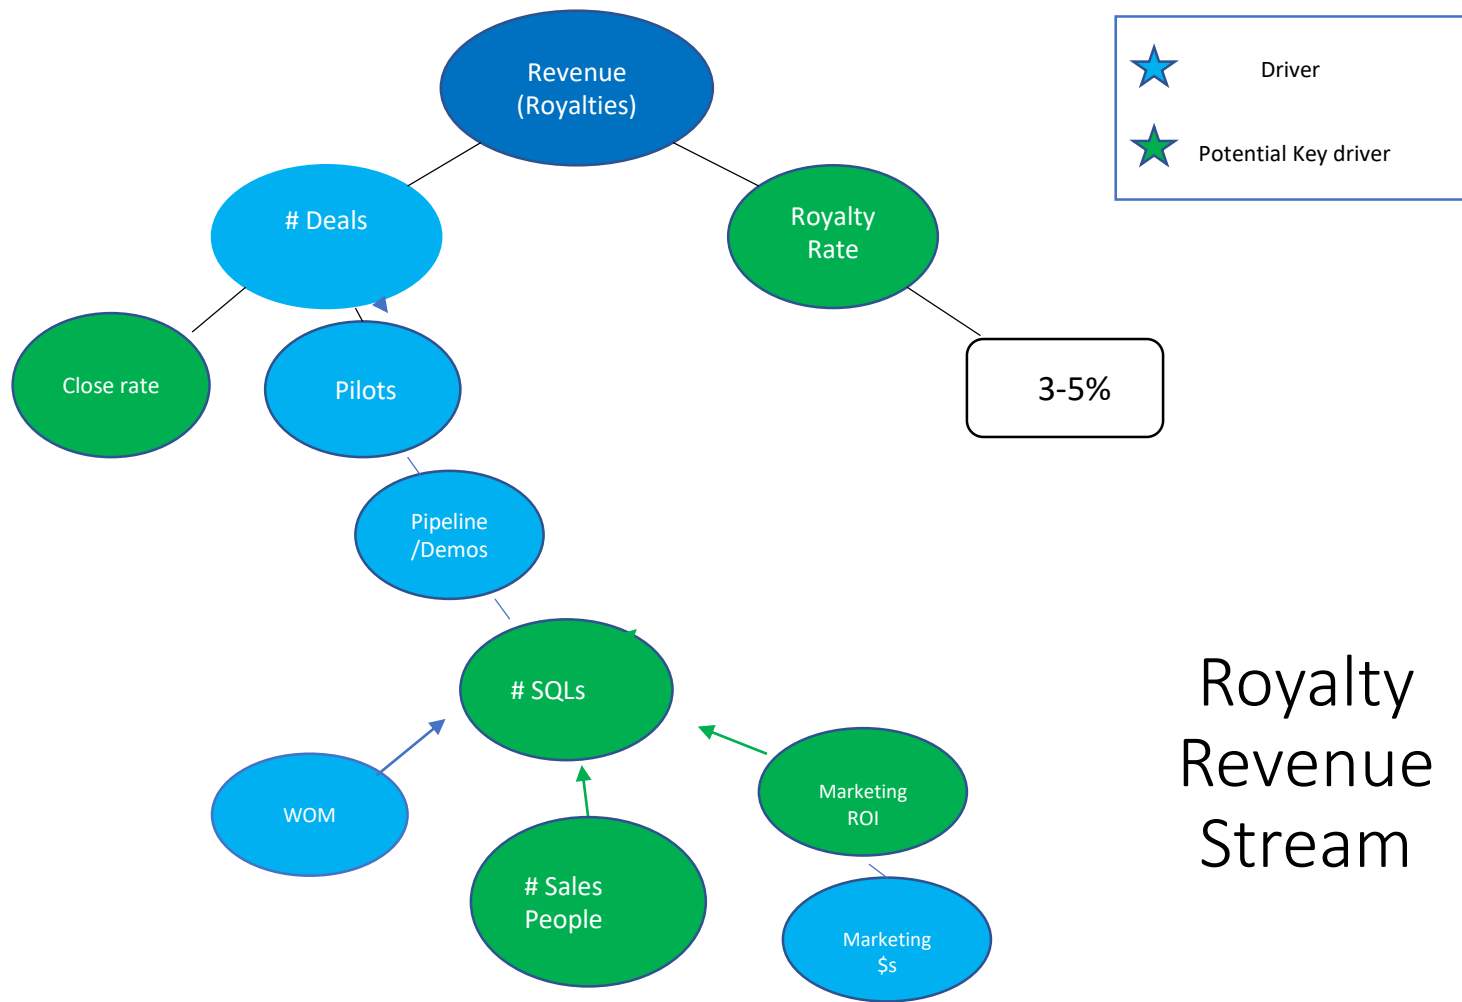 Revenue
(Royalties)
Driver
Potential Key driver
# Deals
Royalty
Rate
Close rate
Pilots
3-5%
Pipeline
/Demos
# SQLs
WOM
Marketing
ROI
# Sales
People
Marketing
$s
Royalty
Revenue
Stream